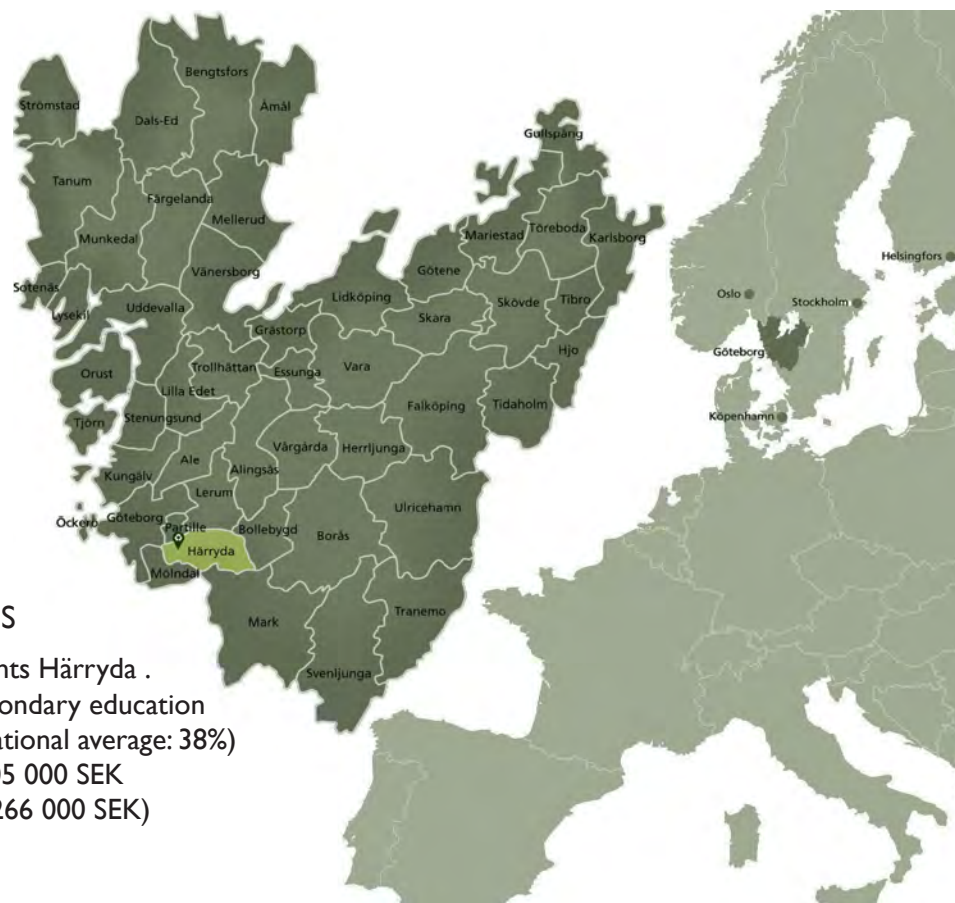 Bengtsfors
Strömstad
Åmål
Dals-Ed
Gullspång
Tanum
Färgelanda
Mellerud
Munkedal
Mariestad
Töreboda
Karlsborg
Vänersborg
Götene
Sotenäs
Lysekil
Uddevalla
Lidköping
Skövde
Tibro
Skara
Grästorp
Hjo
Orust
Trollhättan
Essunga
Vara
Lilla Edet
Falköping
Tidaholm
Tjörn
Stenungsund
Vårgårda
Herrljunga
Ale
Alingsås
Kungälv
Lerum
Ulricehamn
Öckerö
Göteborg
Partille
Bollebygd
Borås
Härryda
Mölndal
Mark
Tranemo
Svenljunga
Helsingfors
Oslo
Stockholm
Göteborg
Köpenhamn
S
nts Härryda .
ondary education
ational average: 38%)
95 000 SEK
266 000 SEK)